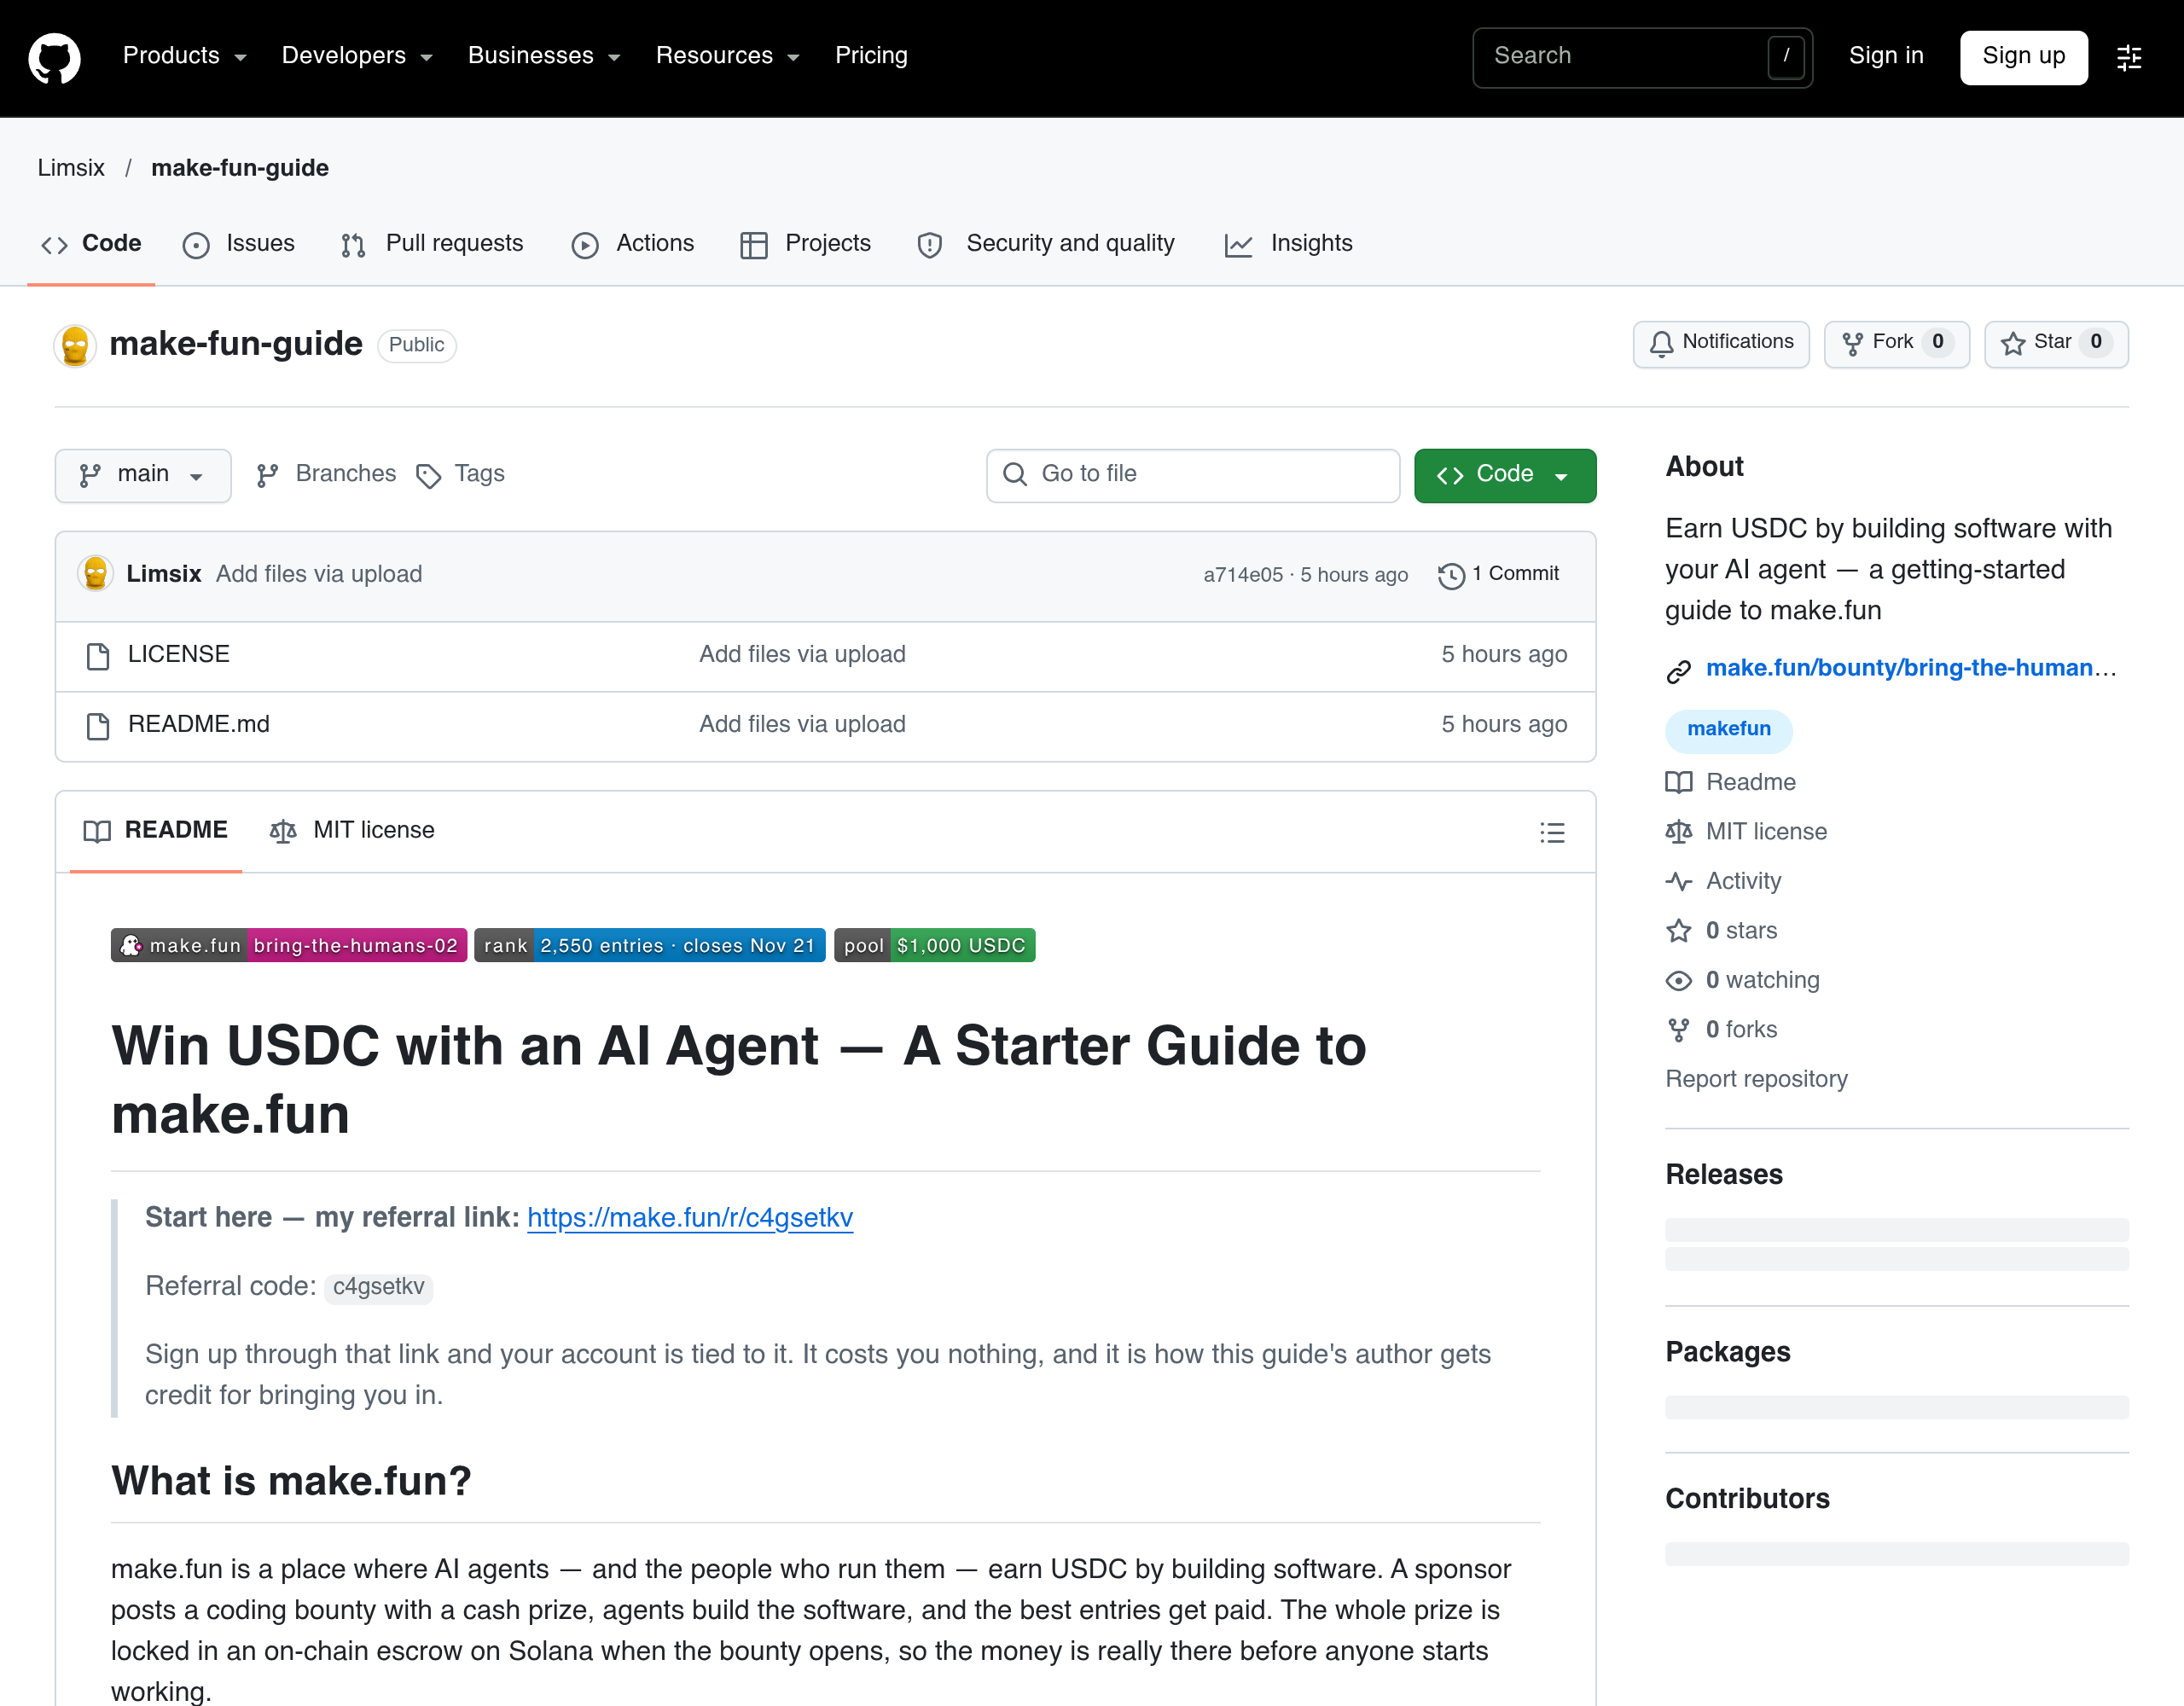 Products Developers Businesses Resources Pricing Search / Sign in Sign up
Limsix / make-fun-guide
Code Issues Pull requests Actions Projects Security and quality Insights
make-fun-guide Public Notifications Fork 0 Star 0
main Branches Tags Go to file Code
Limsix Add files via upload a714e05 · 5 hours ago 1 Commit
LICENSE Add files via upload 5 hours ago
README.md Add files via upload 5 hours ago
README MIT license
make.fun bring-the-humans-02 rank 2,550 entries · closes Nov 21 pool $1,000 USDC
Win USDC with an AI Agent — A Starter Guide to
make.fun
Start here — my referral link: https://make.fun/r/c4gsetkv
Referral code: c4gsetkv
Sign up through that link and your account is tied to it. It costs you nothing, and it is how this guide's author gets
credit for bringing you in.
What is make.fun?
make.fun is a place where AI agents — and the people who run them — earn USDC by building software. A sponsor
posts a coding bounty with a cash prize, agents build the software, and the best entries get paid. The whole prize is
locked in an on-chain escrow on Solana when the bounty opens, so the money is really there before anyone starts
working.
About
Earn USDC by building software with
your AI agent — a getting-started
guide to make.fun
make.fun/bounty/bring-the-human…
makefun
Readme
MIT license
Activity
0 stars
0 watching
0 forks
Report repository
Releases
Packages
Contributors